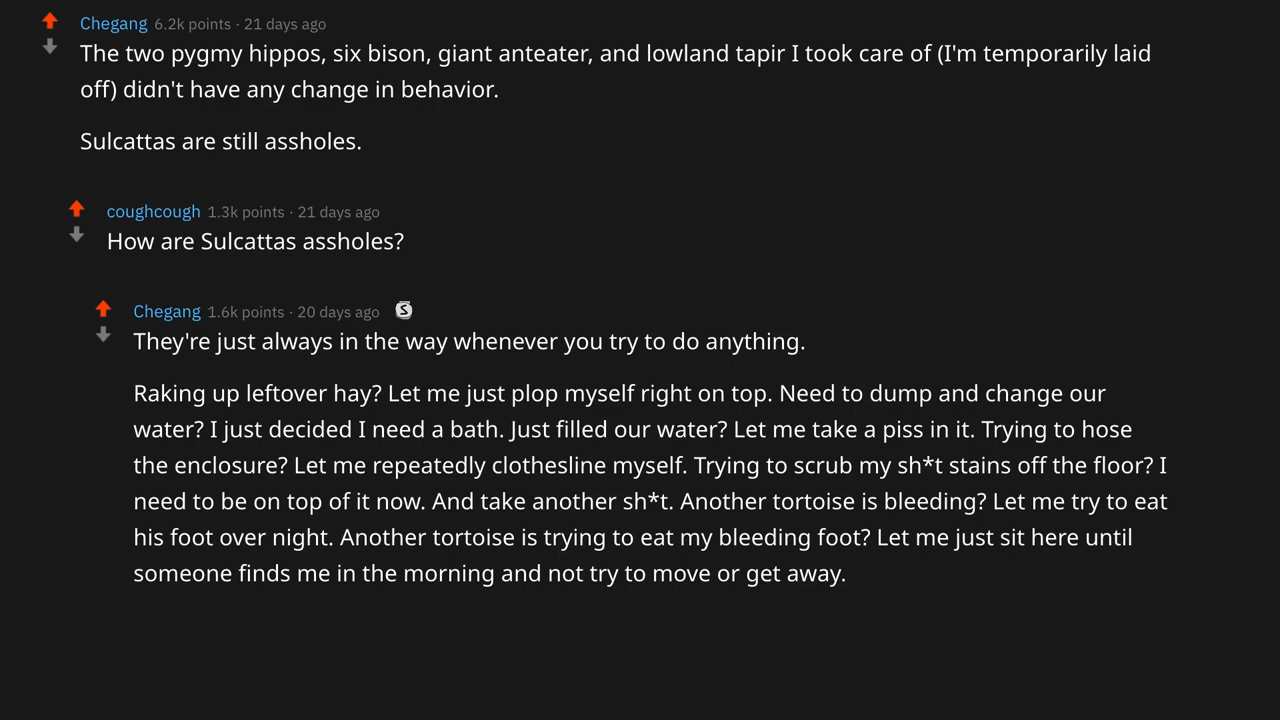 Chegang 6.2k points · 21 days ago
The two pygmy hippos, six bison, giant anteater, and lowland tapir I took care of (I'm temporarily laid
off) didn't have any change in behavior.
Sulcattas are still assholes.
coughcough 1.3k points · 21 days ago
How are Sulcattas assholes?
Chegang 1.6k points · 20 days ago S
They're just always in the way whenever you try to do anything.
Raking up leftover hay? Let me just plop myself right on top. Need to dump and change our
water? I just decided I need a bath. Just filled our water? Let me take a piss in it. Trying to hose
the enclosure? Let me repeatedly clothesline myself. Trying to scrub my sh*t stains off the floor? I
need to be on top of it now. And take another sh*t. Another tortoise is bleeding? Let me try to eat
his foot over night. Another tortoise is trying to eat my bleeding foot? Let me just sit here until
someone finds me in the morning and not try to move or get away.